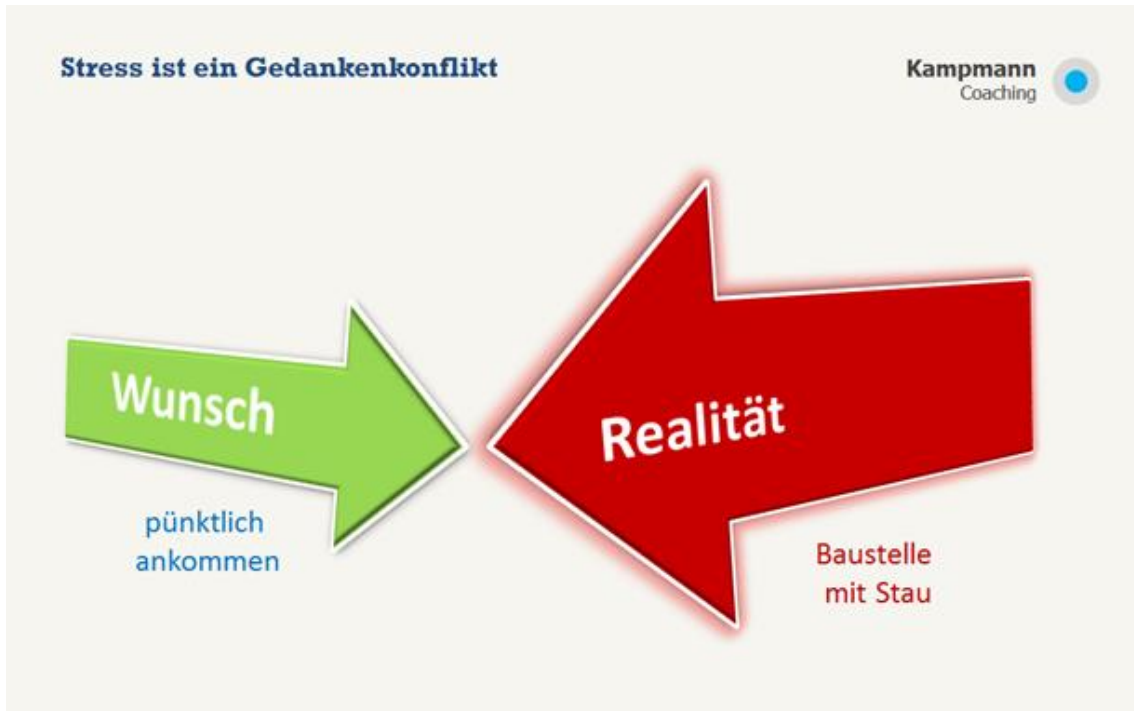 Stress ist ein Gedankenkonflikt
Kampmann
Coaching
Wunsch
Realität
pünktlich
ankommen
Baustelle
mit Stau